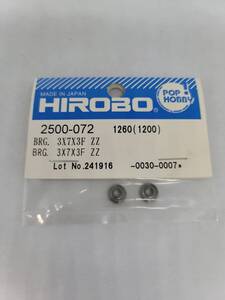 MADE IN JAPAN
HIROBO
POP!
HOBBY
2500-072 1260(1200)
BRG. 3X7X3F ZZ
BRG. 3X7X3F ZZ
Lot No.241916 -0030-0007*